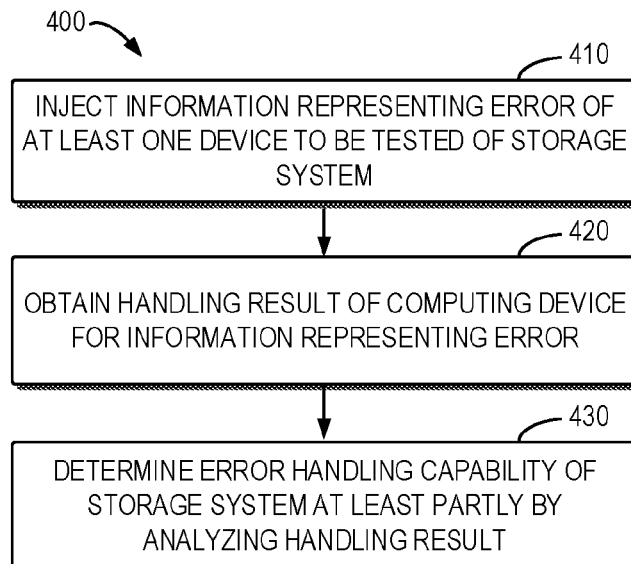 400
410
INJECT INFORMATION REPRESENTING ERROR OF
AT LEAST ONE DEVICE TO BE TESTED OF STORAGE
SYSTEM
420
OBTAIN HANDLING RESULT OF COMPUTING DEVICE
FOR INFORMATION REPRESENTING ERROR
430
DETERMINE ERROR HANDLING CAPABILITY OF
STORAGE SYSTEM AT LEAST PARTLY BY
ANALYZING HANDLING RESULT